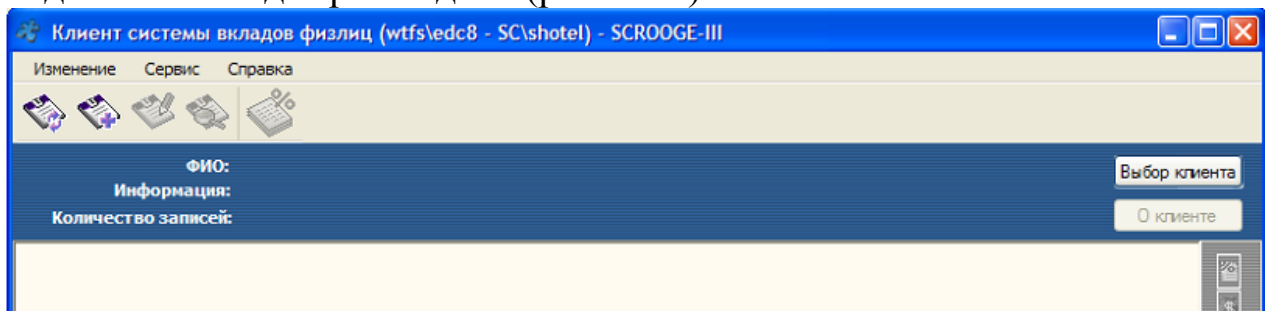 Клиент системы вкладов физлиц (wtfs\edc8 - SC\shotel) - SCROOGE-III
Изменение Сервис Справка
ФИО:
Выбор клиента
Информация:
Количество записей:
О клиенте